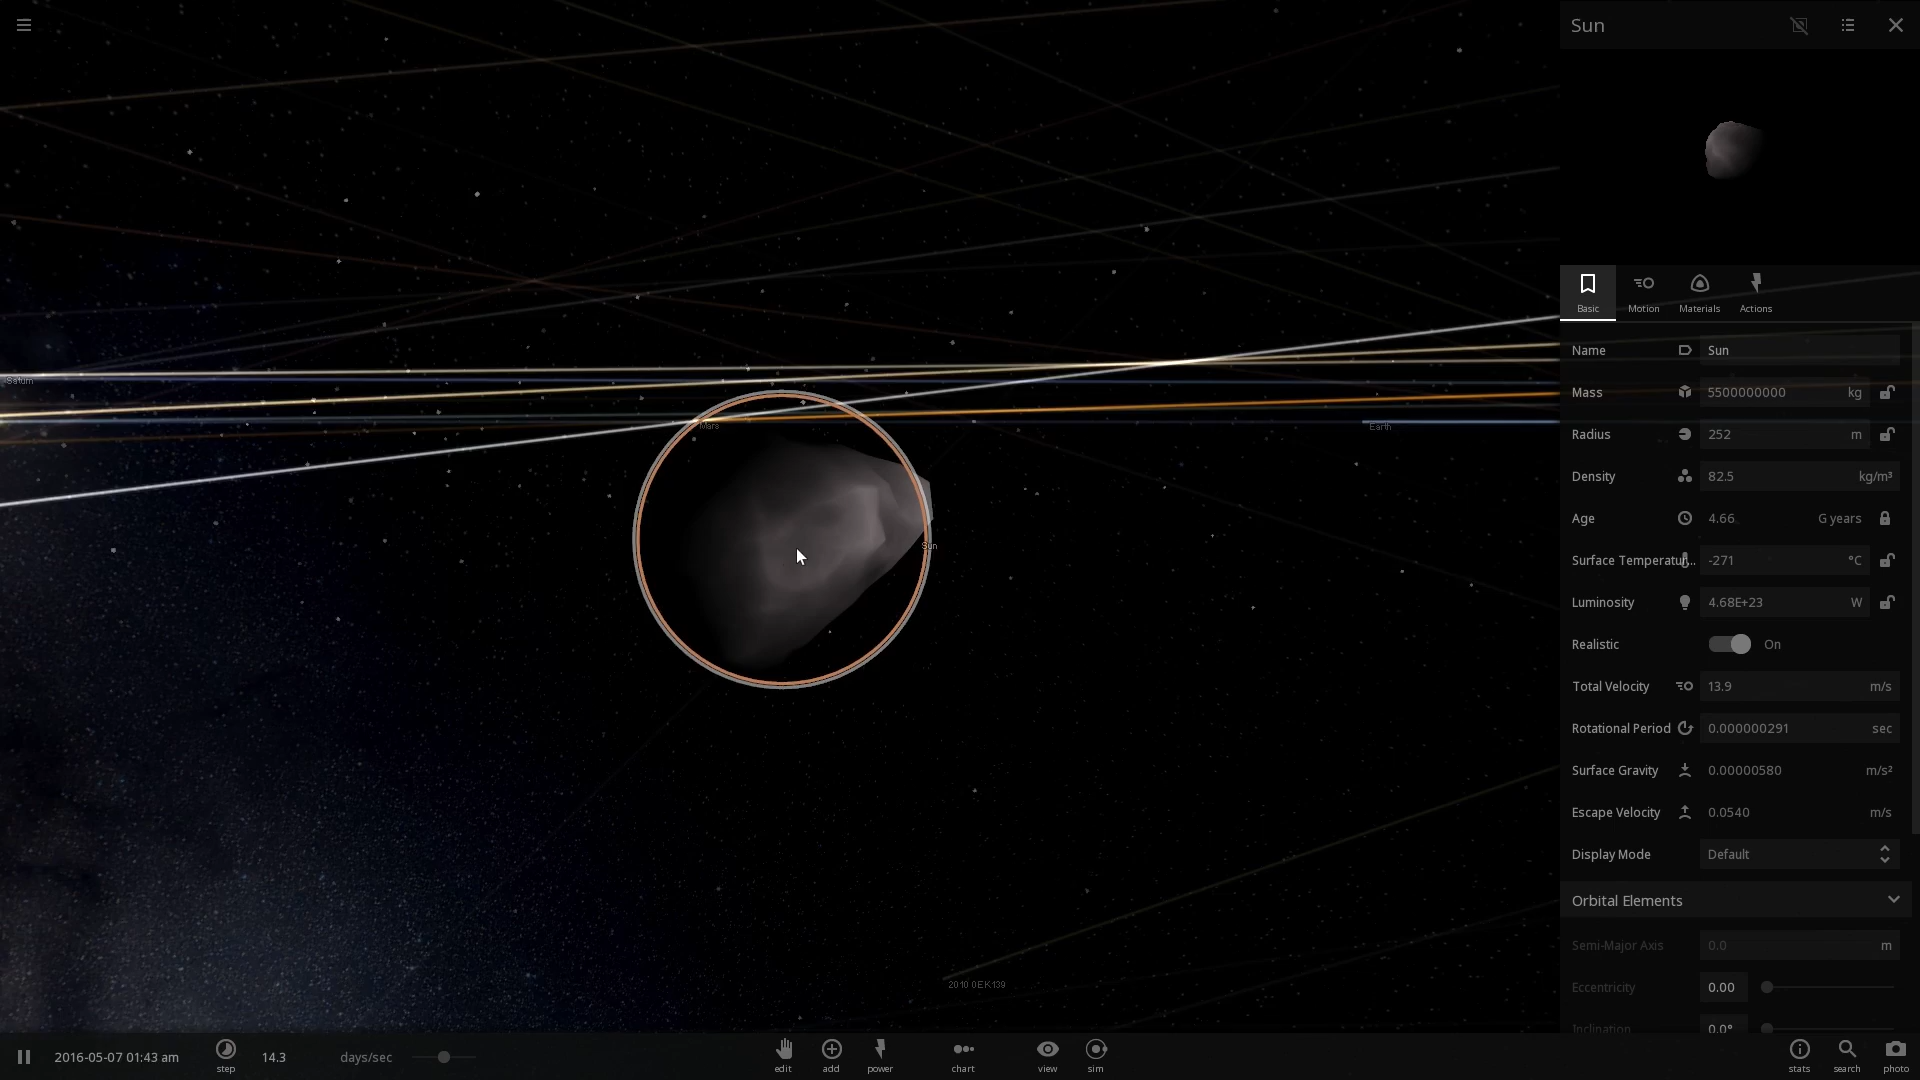 Sun
Saturn
Mars
Earth
Sun
2010 0EK139
Basic Motion Materials Actions
Name Sun
Mass 5500000000 kg
Radius 252 m
Density 82.5 kg/m³
Age 4.66 G years
Surface Temperatur... -271 °C
Luminosity 4.68E+23 W
Realistic On
Total Velocity 13.9 m/s
Rotational Period 0.000000291 sec
Surface Gravity 0.00000580 m/s²
Escape Velocity 0.0540 m/s
Display Mode Default
Orbital Elements
Semi-Major Axis 0.0 m
Eccentricity 0.00
Inclination 0.0°
2016-05-07 01:43 am step 14.3 days/sec edit add power chart view sim stats search photo